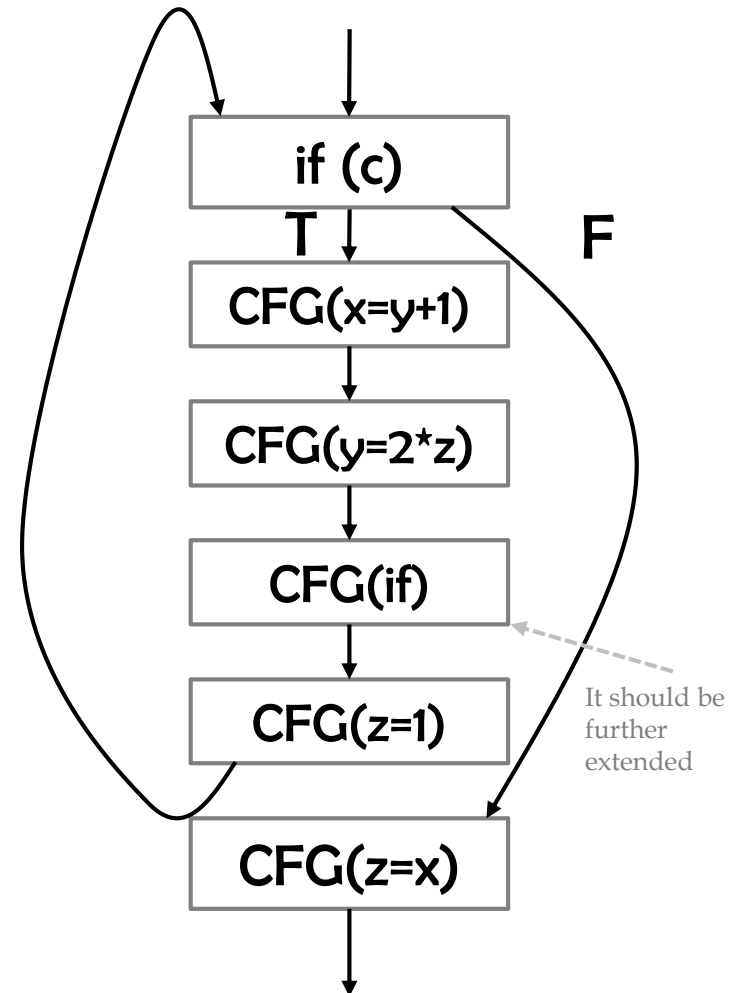 if (c)
T
F
CFG(x=y+1)
CFG(y=2*z)
CFG(if)
CFG(z=1)
It should be
further
extended
CFG(z=x)